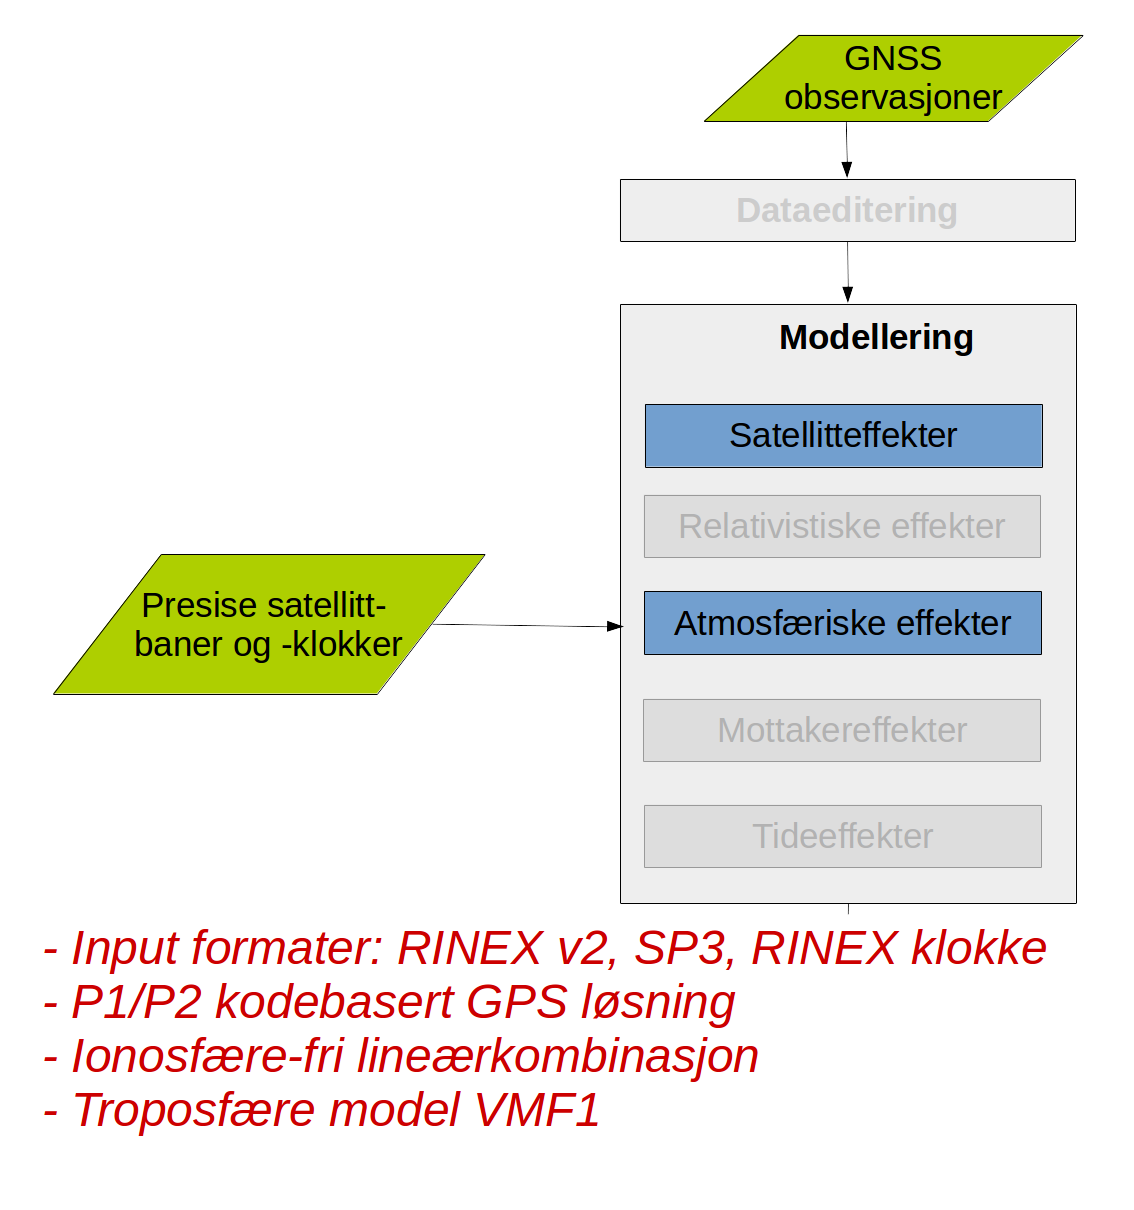 GNSS
observasjoner
Dataeditering
Modellering
Satellitteffekter
Relativistiske effekter
Presise satellitt-
baner og -klokker
Atmosfæriske effekter
Mottakereffekter
Tideeffekter
- Input formater: RINEX v2, SP3, RINEX klokke
- P1/P2 kodebasert GPS løsning
- Ionosfære-fri lineærkombinasjon
- Troposfære model VMF1